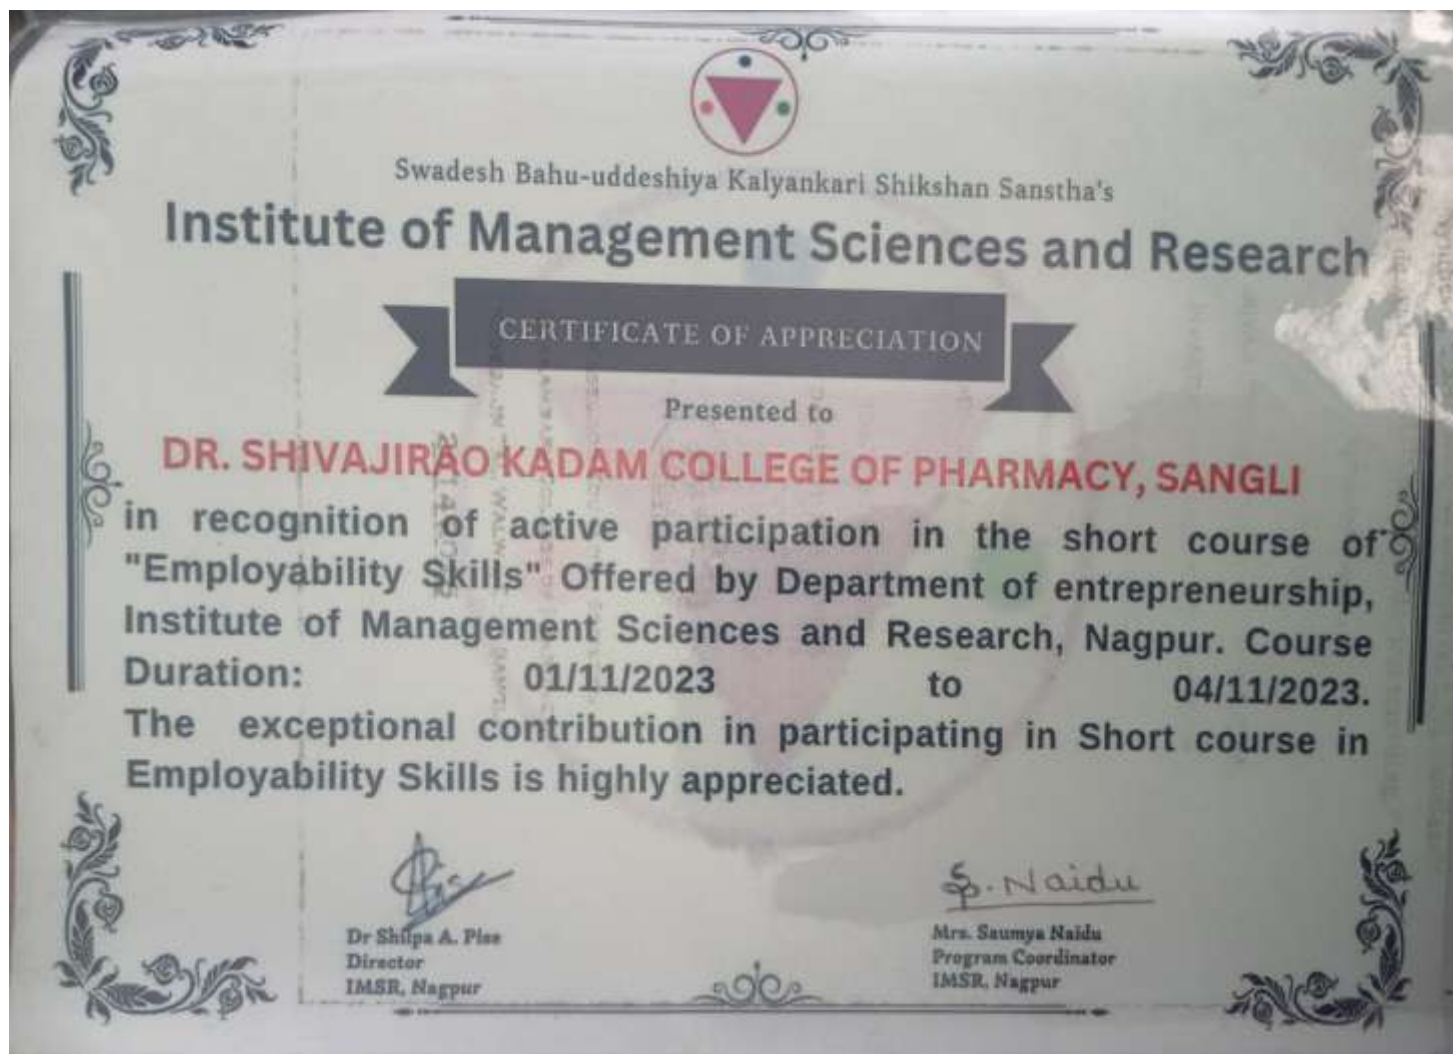 Swadesh Bahu-uddeshiya Kalyankari Shikshan Sanstha's
Institute of Management Sciences and Research
CERTIFICATE OF APPRECIATION
Presented to
DR. SHIVAJIRAO KADAM COLLEGE OF PHARMACY, SANGLI
in recognition of active participation in the short course of
"Employability Skills" Offered by Department of entrepreneurship,
Institute of Management Sciences and Research, Nagpur. Course
Duration: 01/11/2023 to 04/11/2023.
The exceptional contribution in participating in Short course in
Employability Skills is highly appreciated.
S. Naidu
Dr Shilpa A. Pise
Director
IMSR, Nagpur
Mrs. Saumya Naidu
Program Coordinator
IMSR, Nagpur